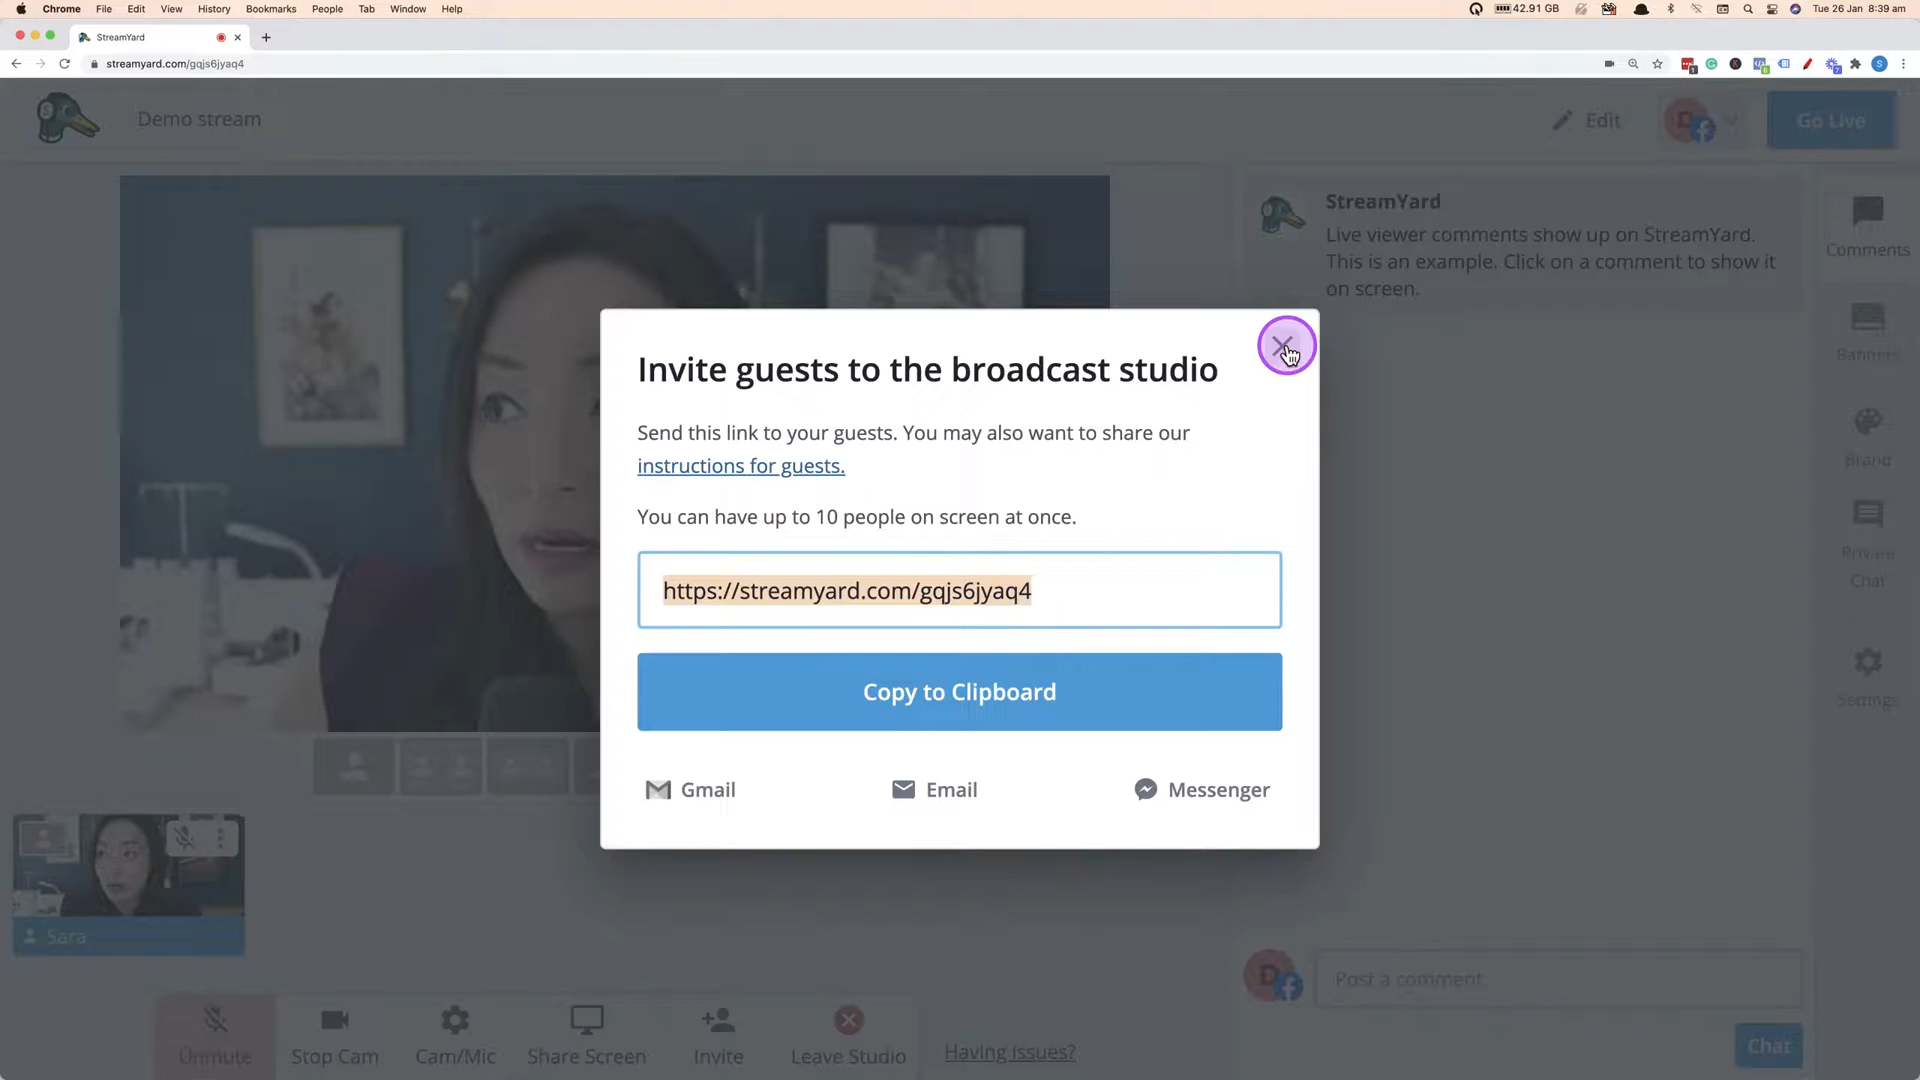 Chrome File Edit View History Bookmarks People Tab Window Help
42.91 GB
Tue 26 Jan 8:39 am
StreamYard
streamyard.com/gqjs6jyaq4
Demo stream
Edit
Go Live
StreamYard
Live viewer comments show up on StreamYard.
This is an example. Click on a comment to show it
on screen.
Comments
Banners
Brand
Private
Chat
Settings
Invite guests to the broadcast studio
Send this link to your guests. You may also want to share our
instructions for guests.
You can have up to 10 people on screen at once.
https://streamyard.com/gqjs6jyaq4
Copy to Clipboard
Gmail
Email
Messenger
Sara
Post a comment
Chat
Unmute
Stop Cam
Cam/Mic
Share Screen
Invite
Leave Studio
Having issues?